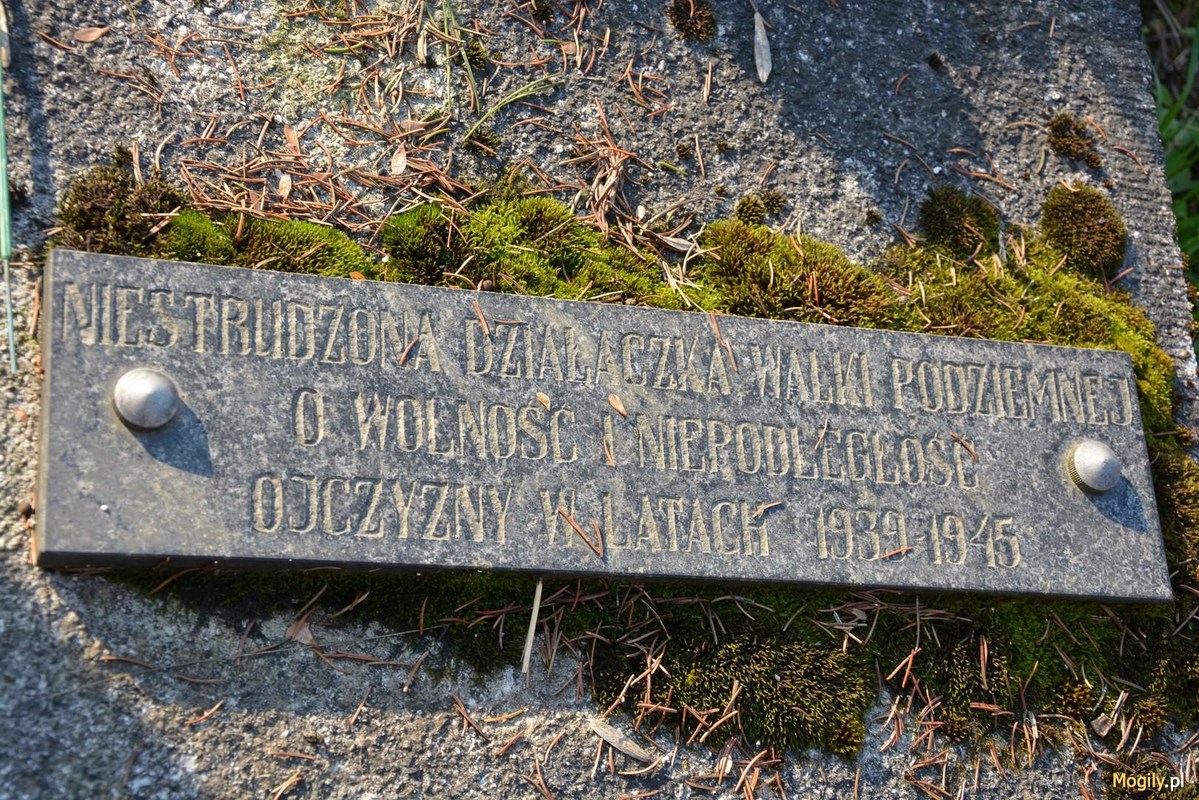 NIESTRUDZONA DZIAŁACZKA WALKI PODZIEMNEJ
O WOLNOŚĆ I NIEPODLEGŁOŚĆ
OJCZYZNY W LATACH 1939-1945
Mogily.pl